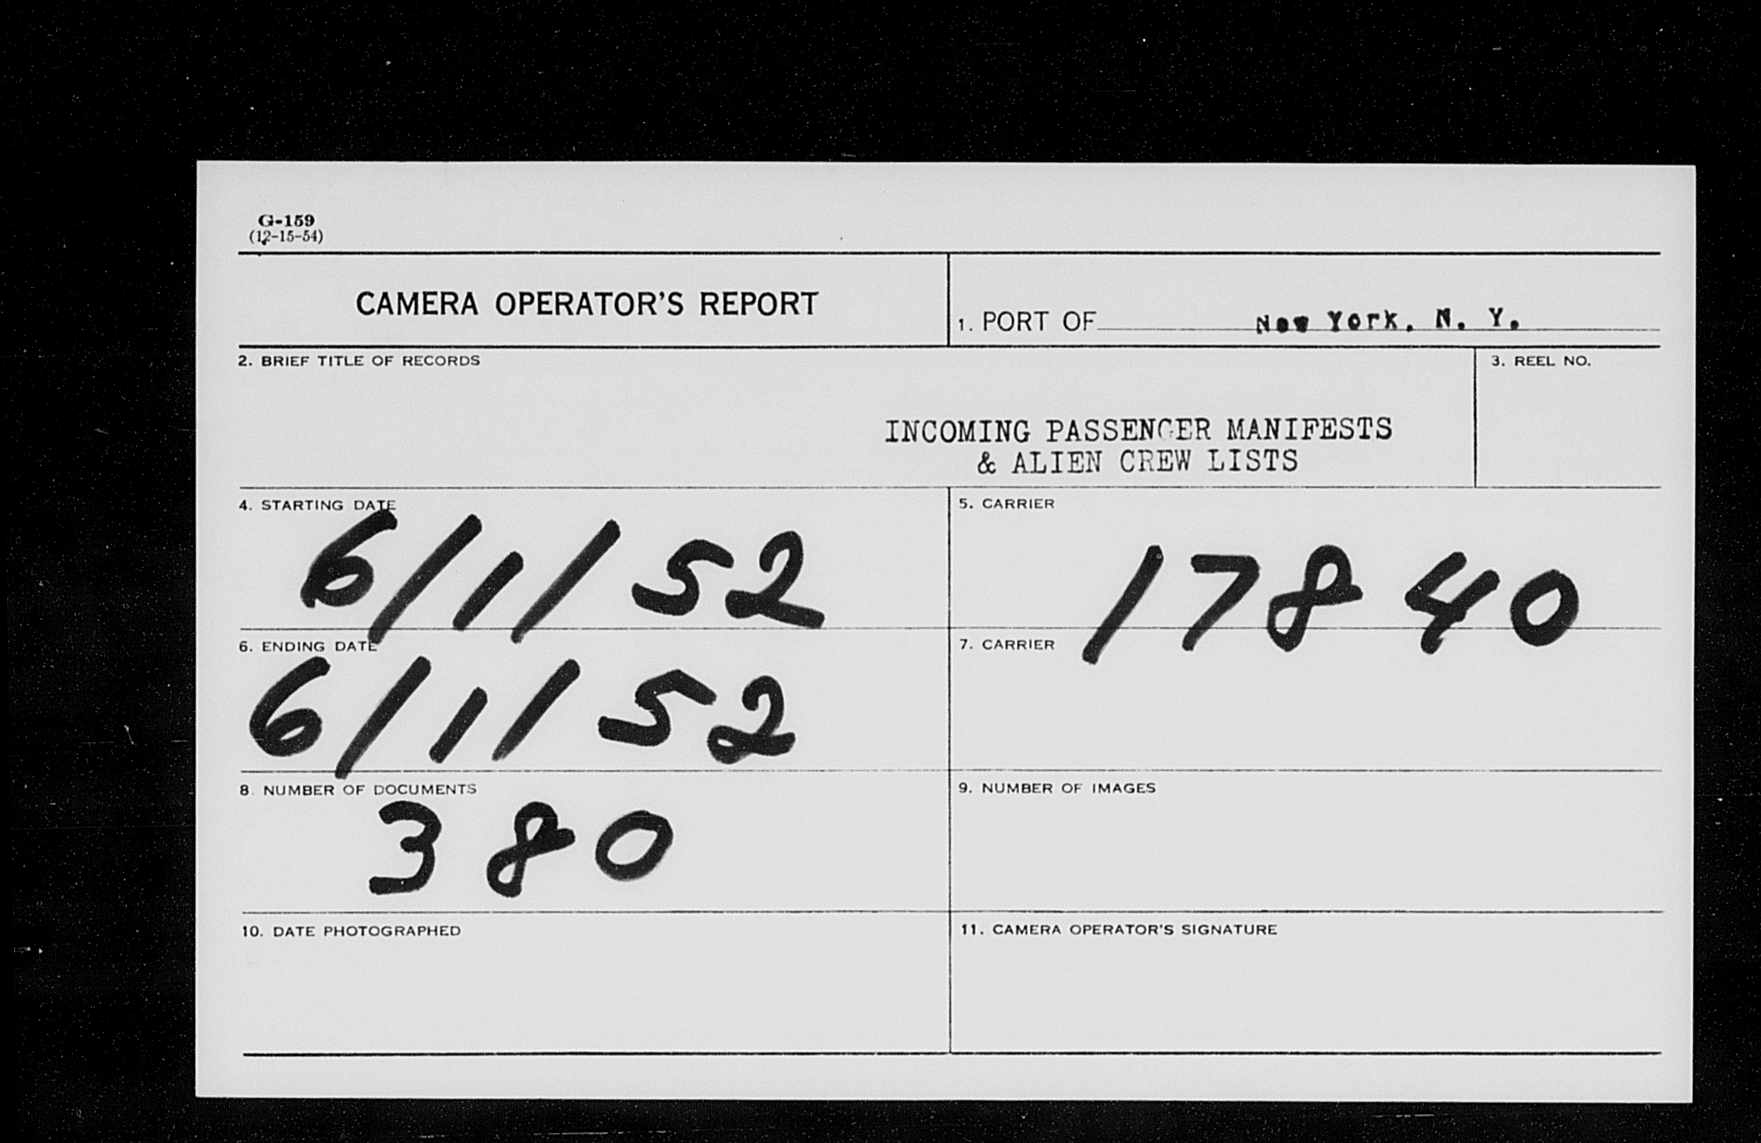 G-159
(12-15-54)
CAMERA OPERATOR'S REPORT
1. PORT OF New York, N. Y.
2. BRIEF TITLE OF RECORDS
3. REEL NO.
INCOMING PASSENGER MANIFESTS
& ALIEN CREW LISTS
4. STARTING DATE
6/1/52
5. CARRIER
17840
6. ENDING DATE
6/1/52
7. CARRIER
8. NUMBER OF DOCUMENTS
380
9. NUMBER OF IMAGES
10. DATE PHOTOGRAPHED
11. CAMERA OPERATOR'S SIGNATURE